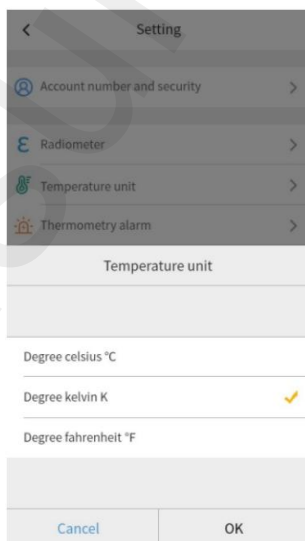 Setting
Account number and security
Radiometer
Temperature unit
Thermometry alarm
Temperature unit
Degree celsius °C
Degree kelvin K
Degree fahrenheit °F
Cancel OK